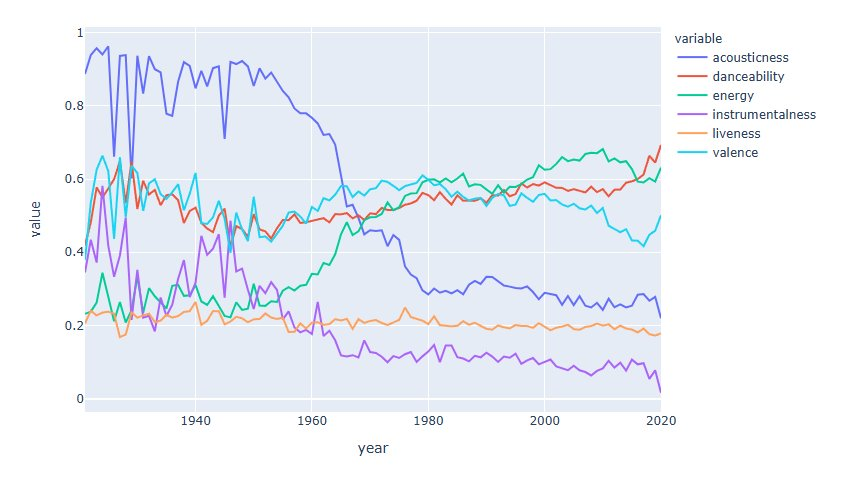 variable
acousticness
danceability
energy
instrumentalness
liveness
valence
1
0.8
0.6
0.4
0.2
0
value
1940
1960
1980
2000
2020
year